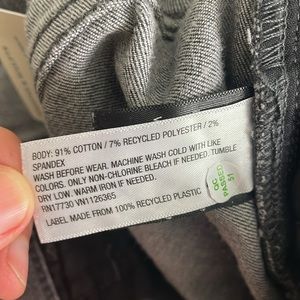 BODY: 91% COTTON / 7% RECYCLED POLYESTER / 2%
SPANDEX
WASH BEFORE WEAR. MACHINE WASH COLD WITH LIKE
COLORS. ONLY NON-CHLORINE BLEACH IF NEEDED. TUMBLE
DRY LOW. WARM IRON IF NEEDED.
RN17730 VN1126365
LABEL MADE FROM 100% RECYCLED PLASTIC
QC
PASSED
51